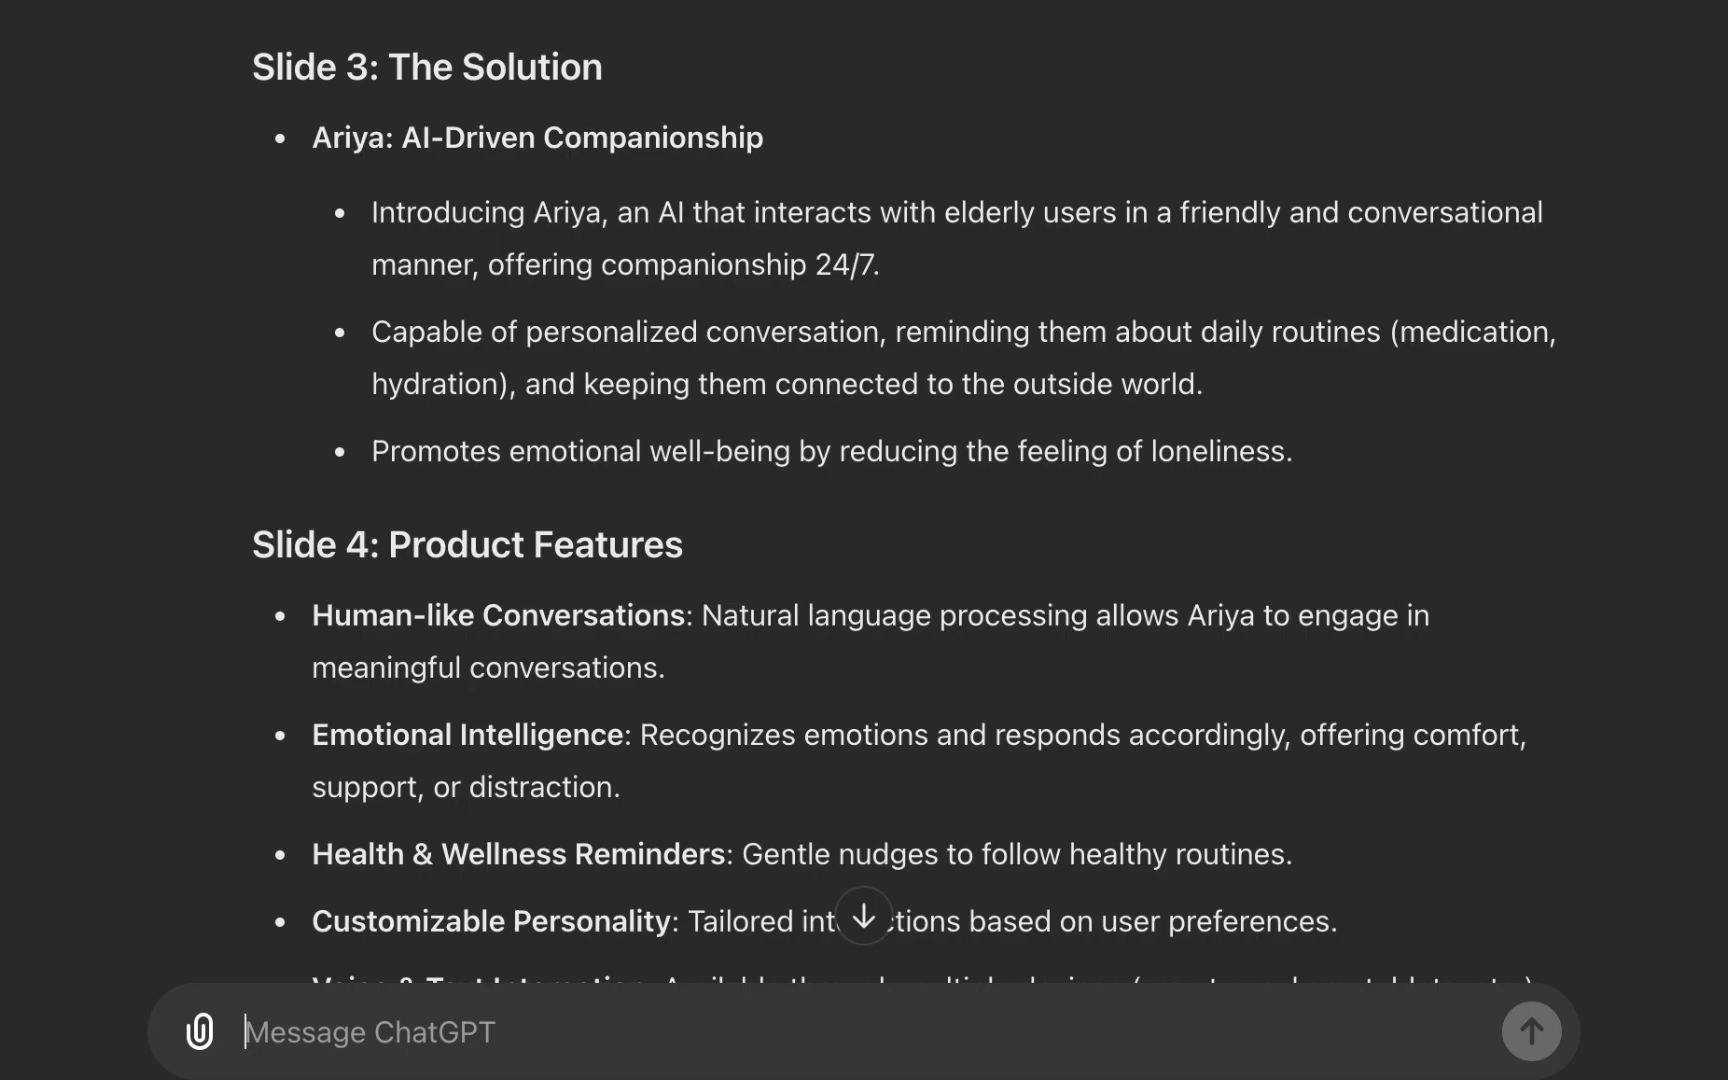 Slide 3: The Solution
• Ariya: AI-Driven Companionship
• Introducing Ariya, an AI that interacts with elderly users in a friendly and conversational
manner, offering companionship 24/7.
• Capable of personalized conversation, reminding them about daily routines (medication,
hydration), and keeping them connected to the outside world.
• Promotes emotional well-being by reducing the feeling of loneliness.
Slide 4: Product Features
• Human-like Conversations: Natural language processing allows Ariya to engage in
meaningful conversations.
• Emotional Intelligence: Recognizes emotions and responds accordingly, offering comfort,
support, or distraction.
• Health & Wellness Reminders: Gentle nudges to follow healthy routines.
• Customizable Personality: Tailored interactions based on user preferences.
Message ChatGPT